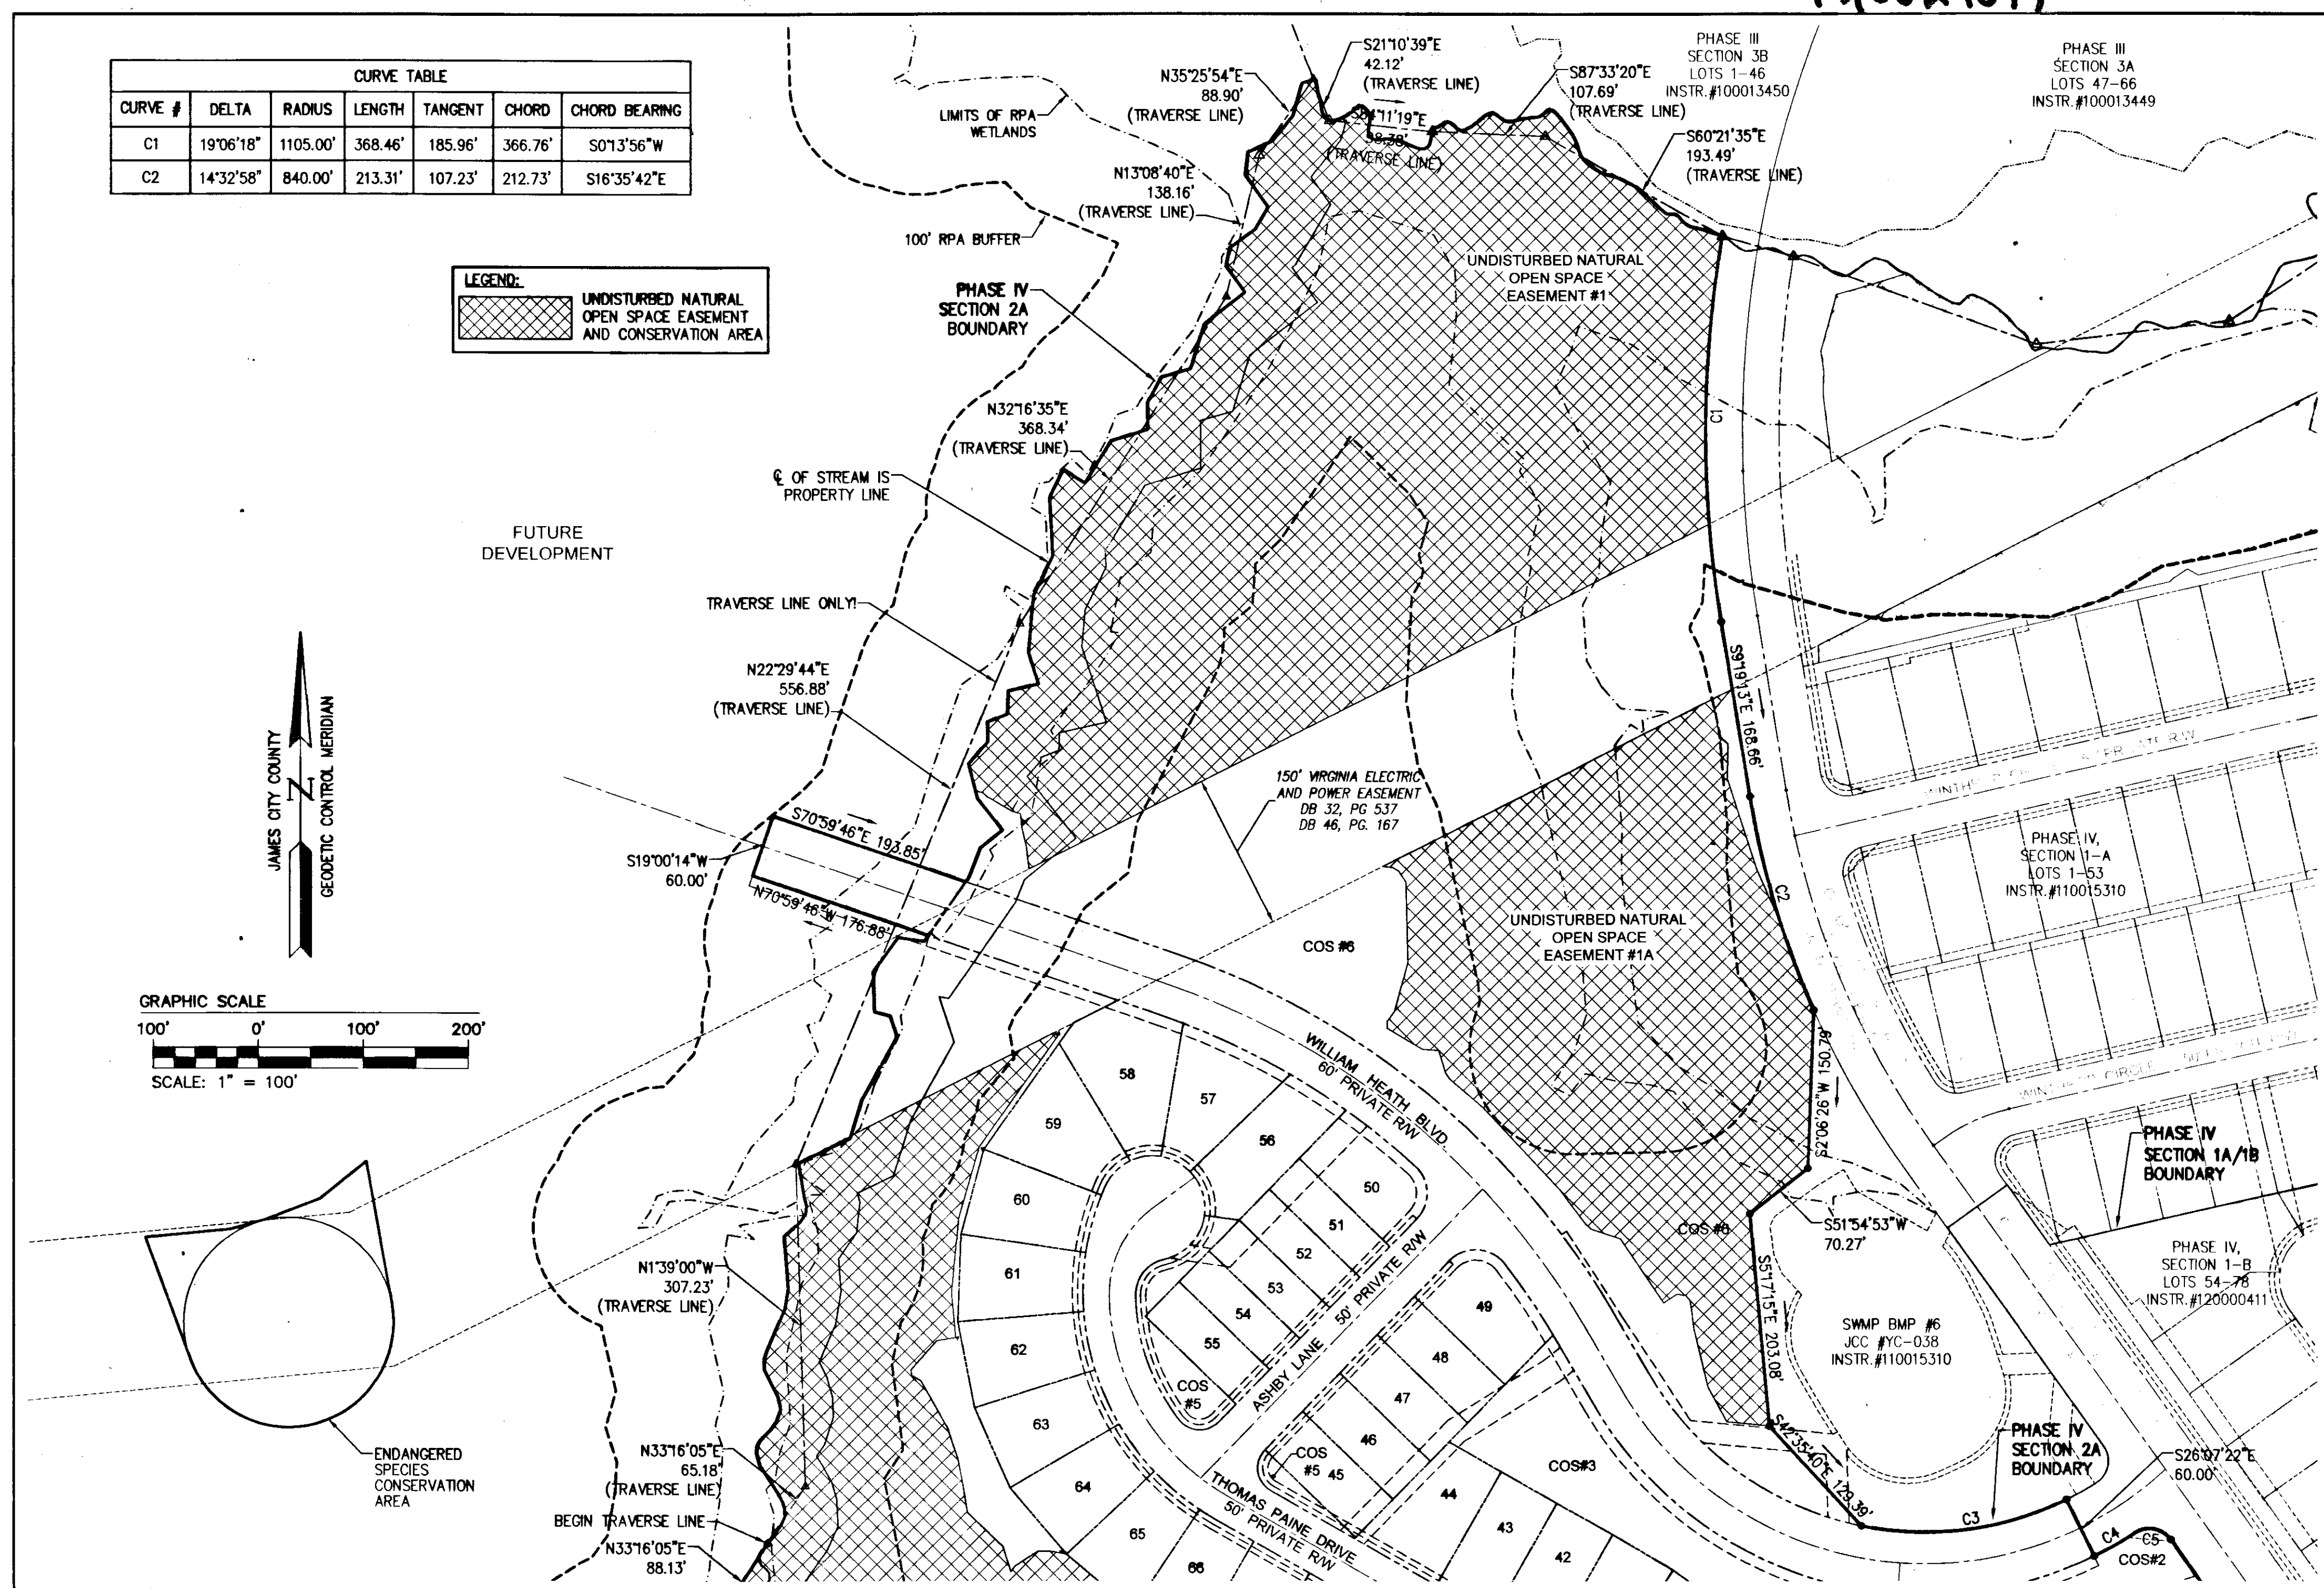 CURVE TABLE
CURVE # DELTA RADIUS LENGTH TANGENT CHORD CHORD BEARING
C1 19°06'18" 1105.00' 368.46' 185.96' 366.76' S0°13'56"W
C2 14°32'58" 840.00' 213.31' 107.23' 212.73' S16°35'42"E
LEGEND:
UNDISTURBED NATURAL
OPEN SPACE EASEMENT
AND CONSERVATION AREA
LIMITS OF RPA
WETLANDS
100' RPA BUFFER
N35°25'54"E
88.90'
(TRAVERSE LINE)
S21°10'39"E
42.12'
(TRAVERSE LINE)
(TRAVERSE LINE)
S87°33'20"E
107.69'
(TRAVERSE LINE)
S60°21'35"E
193.49'
(TRAVERSE LINE)
PHASE III
SECTION 3B
LOTS 1-46
INSTR.#100013450
PHASE III
SECTION 3A
LOTS 47-66
INSTR.#100013449
N13°08'40"E
138.16'
(TRAVERSE LINE)
PHASE IV
SECTION 2A
BOUNDARY
UNDISTURBED NATURAL
OPEN SPACE
EASEMENT #1
C1
N32°16'35"E
368.34'
(TRAVERSE LINE)
℄ OF STREAM IS
PROPERTY LINE
FUTURE
DEVELOPMENT
TRAVERSE LINE ONLY!
N22°29'44"E
556.88'
(TRAVERSE LINE)
JAMES CITY COUNTY
GEODETIC CONTROL MERIDIAN
N
S9°19'13"E 168.66'
150' VIRGINIA ELECTRIC
AND POWER EASEMENT
DB 32, PG 537
DB 46, PG. 167
S70°59'46"E 193.85'
S19°00'14"W
60.00'
N70°59'46"W 176.88'
C2
PHASE IV,
SECTION 1-A
LOTS 1-53
INSTR.#110015310
COS #6
UNDISTURBED NATURAL
OPEN SPACE
EASEMENT #1A
GRAPHIC SCALE
100' 0' 100' 200'
SCALE: 1" = 100'
WILLIAM HEATH BLVD.
60' PRIVATE R/W
S2°06'26"W 150.79'
CIRCLE
PHASE IV
SECTION 1A/1B
BOUNDARY
58
57
59
56
60
50
51
52
61
53
54
62
55
49
48
47
63
46
45
64
44
65
43
66
42
COS
#5
COS
#5
COS#3
ASHBY LANE 50' PRIVATE R/W
THOMAS PAINE DRIVE
50' PRIVATE R/W
COS #6
S51°54'53"W
70.27'
S5°17'15"E 203.08'
PHASE IV,
SECTION 1-B
LOTS 54-78
INSTR.#120000411
SWMP BMP #6
JCC #YC-038
INSTR.#110015310
N1°39'00"W
307.23'
(TRAVERSE LINE)
S42°35'40"E 129.39'
PHASE IV
SECTION 2A
BOUNDARY
S26°07'22"E
60.00'
C3
C4
C5
COS#2
ENDANGERED
SPECIES
CONSERVATION
AREA
N33°16'05"E
65.18'
(TRAVERSE LINE)
BEGIN TRAVERSE LINE
N33°16'05"E
88.13'